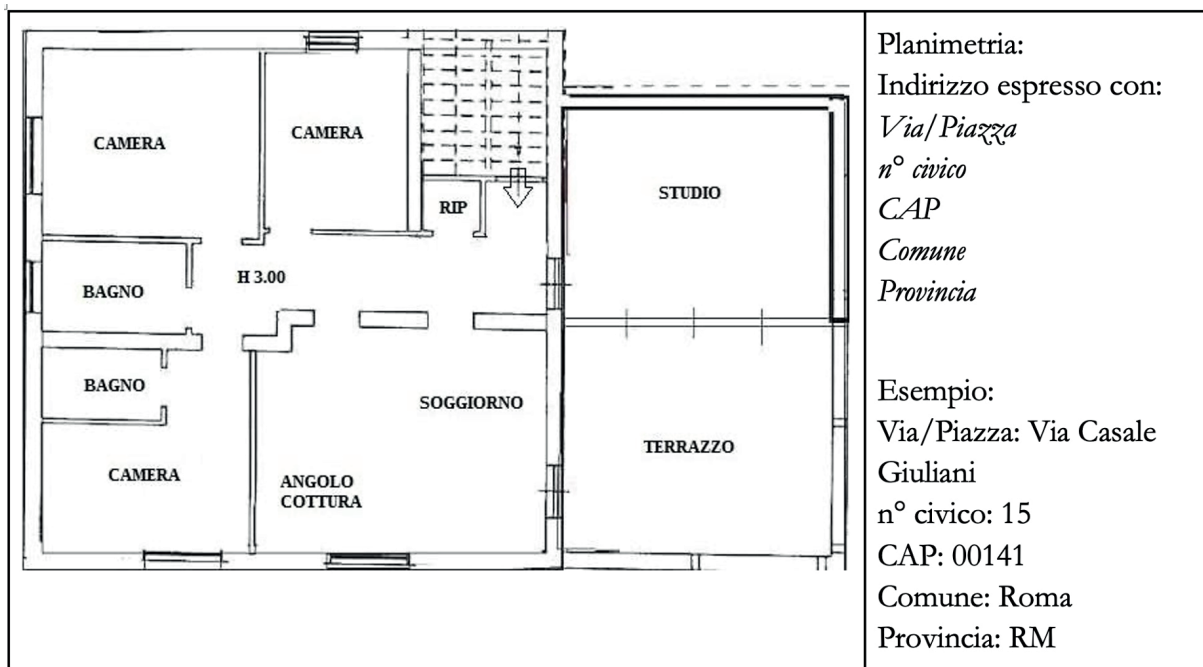 CAMERA
CAMERA
RIP
STUDIO
H 3.00
BAGNO
BAGNO
SOGGIORNO
TERRAZZO
CAMERA
ANGOLO
COTTURA
Planimetria:
Indirizzo espresso con:
Via/Piazza
n° civico
CAP
Comune
Provincia
Esempio:
Via/Piazza: Via Casale
Giuliani
n° civico: 15
CAP: 00141
Comune: Roma
Provincia: RM